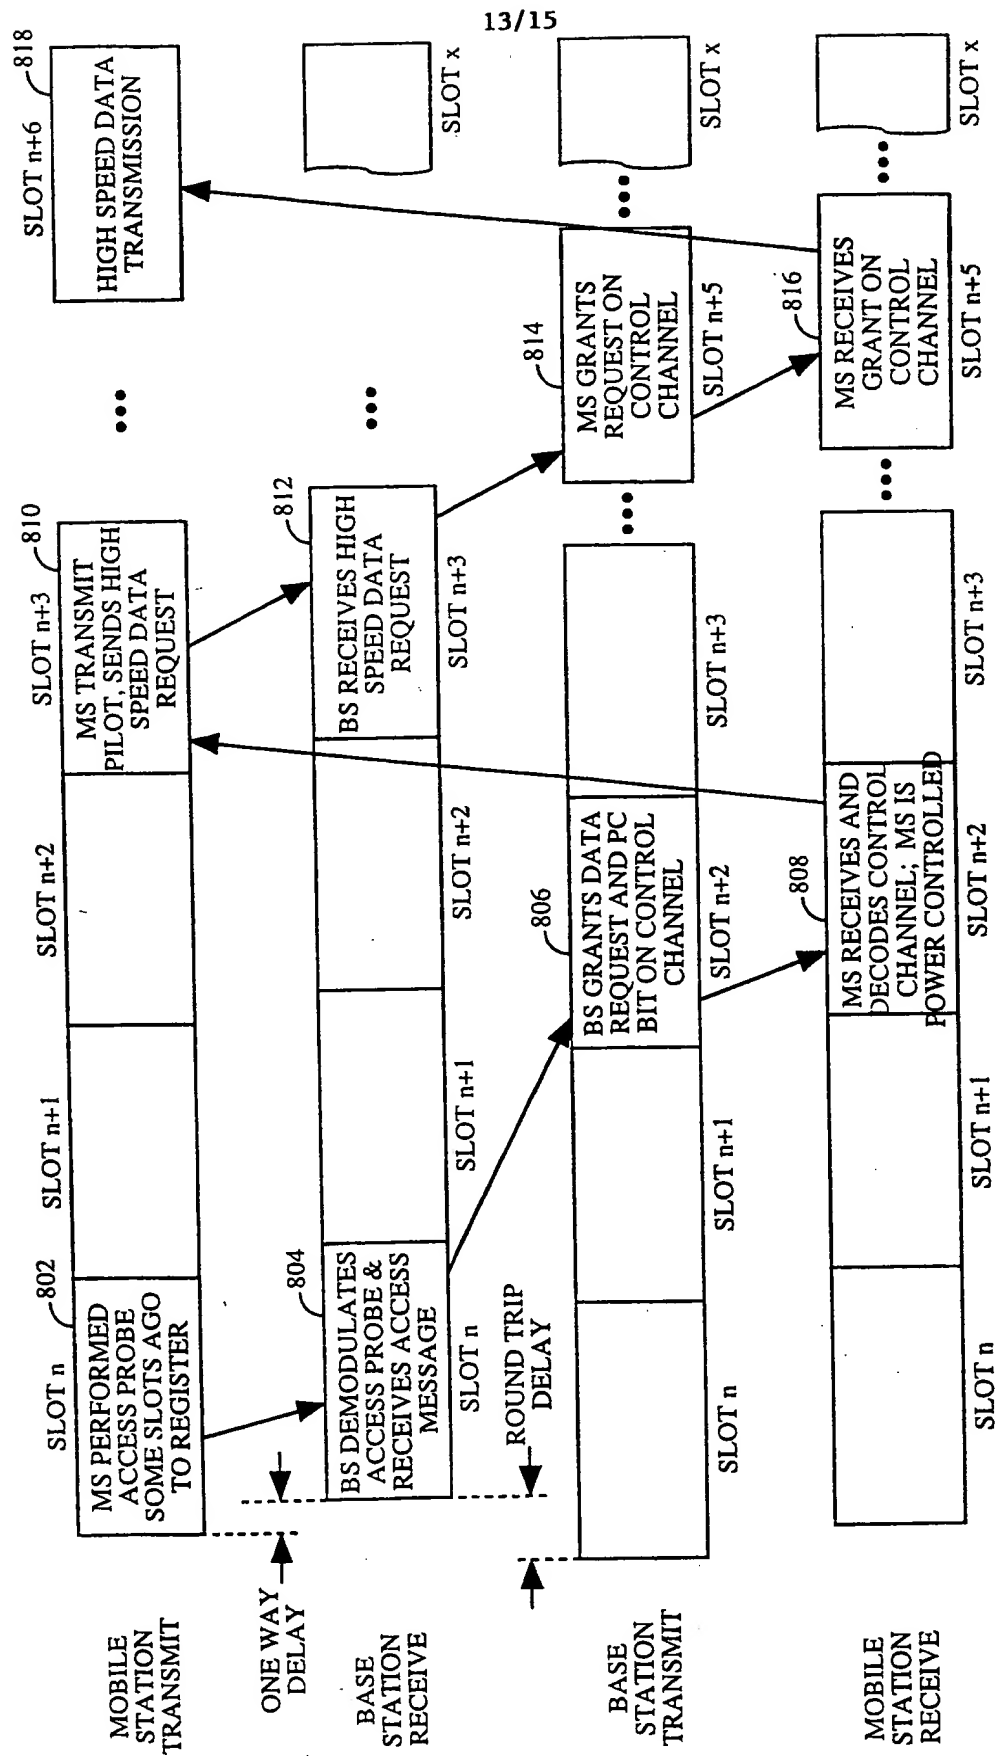 13/15
MOBILE
STATION
TRANSMIT
SLOT n
802
MS PERFORMED
ACCESS PROBE
SOME SLOTS AGO
TO REGISTER
SLOT n+1
SLOT n+2
SLOT n+3
810
MS TRANSMIT
PILOT, SENDS HIGH
SPEED DATA
REQUEST
•••
SLOT n+6
818
HIGH SPEED DATA
TRANSMISSION
ONE WAY
DELAY
BASE
STATION
RECEIVE
804
BS DEMODULATES
ACCESS PROBE &
RECEIVES ACCESS
MESSAGE
SLOT n
SLOT n+1
SLOT n+2
812
BS RECEIVES HIGH
SPEED DATA
REQUEST
SLOT n+3
•••
SLOT x
ROUND TRIP
DELAY
BASE
STATION
TRANSMIT
SLOT n
SLOT n+1
806
BS GRANTS DATA
REQUEST AND PC
BIT ON CONTROL
CHANNEL
SLOT n+2
SLOT n+3
•••
814
MS GRANTS
REQUEST ON
CONTROL
CHANNEL
SLOT n+5
•••
SLOT x
MOBILE
STATION
RECEIVE
SLOT n
SLOT n+1
808
MS RECEIVES AND
DECODES CONTROL
CHANNEL; MS IS
POWER CONTROLLED
SLOT n+2
SLOT n+3
•••
816
MS RECEIVES
GRANT ON
CONTROL
CHANNEL
SLOT n+5
•••
SLOT x